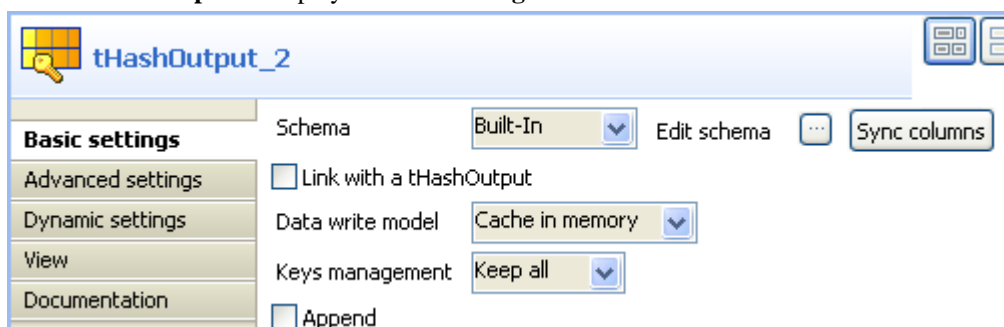 tHashOutput_2
Basic settings
Advanced settings
Dynamic settings
View
Documentation
Schema Built-In Edit schema ... Sync columns
Link with a tHashOutput
Data write model Cache in memory
Keys management Keep all
Append